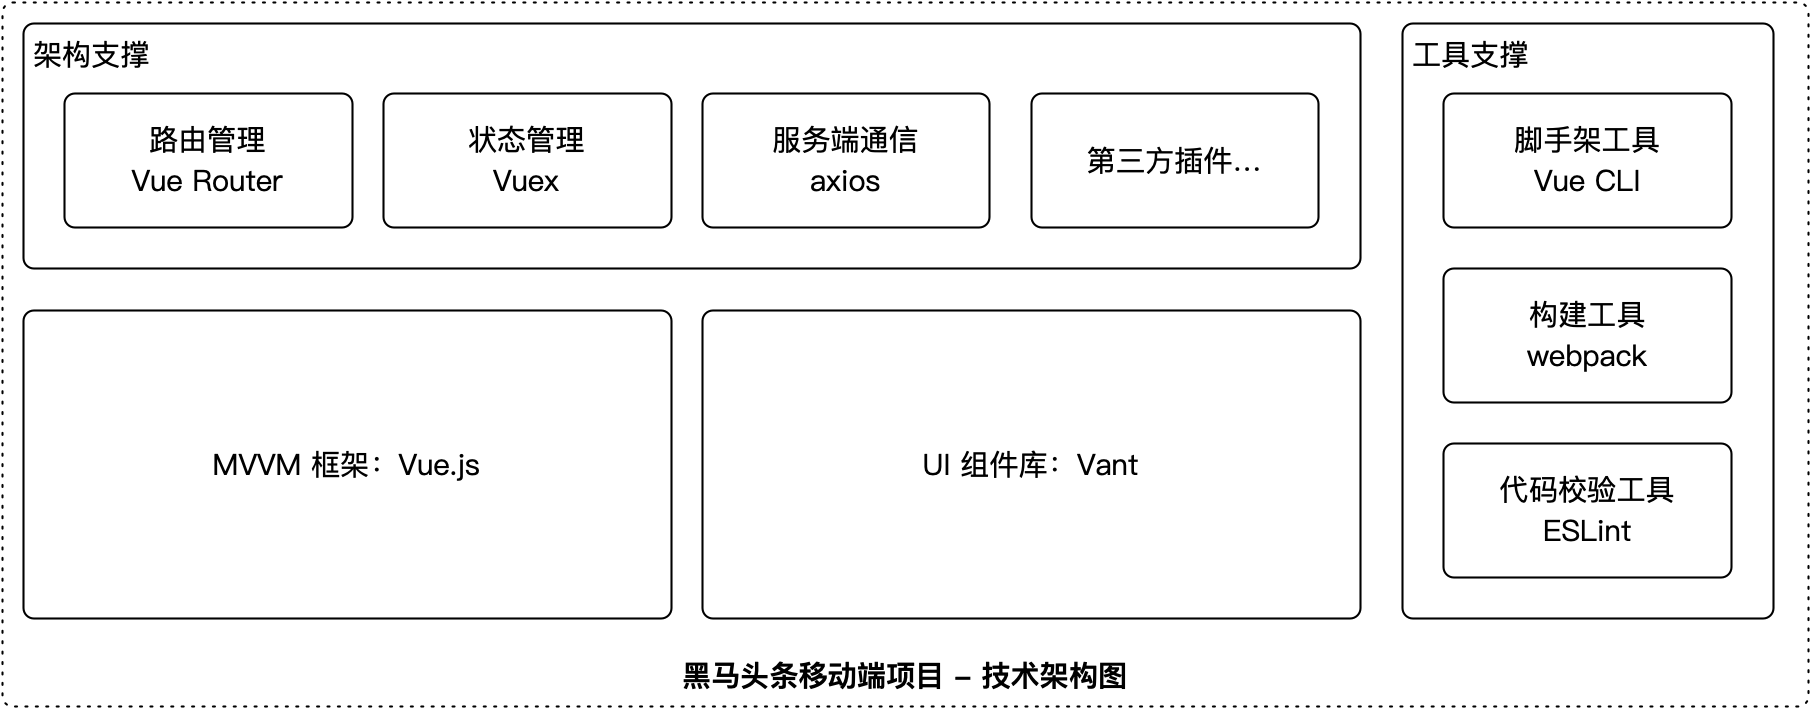 架构支撑
路由管理
Vue Router
状态管理
Vuex
服务端通信
axios
第三方插件...
MVVM 框架：Vue.js
UI 组件库：Vant
工具支撑
脚手架工具
Vue CLI
构建工具
webpack
代码校验工具
ESLint
黑马头条移动端项目 – 技术架构图